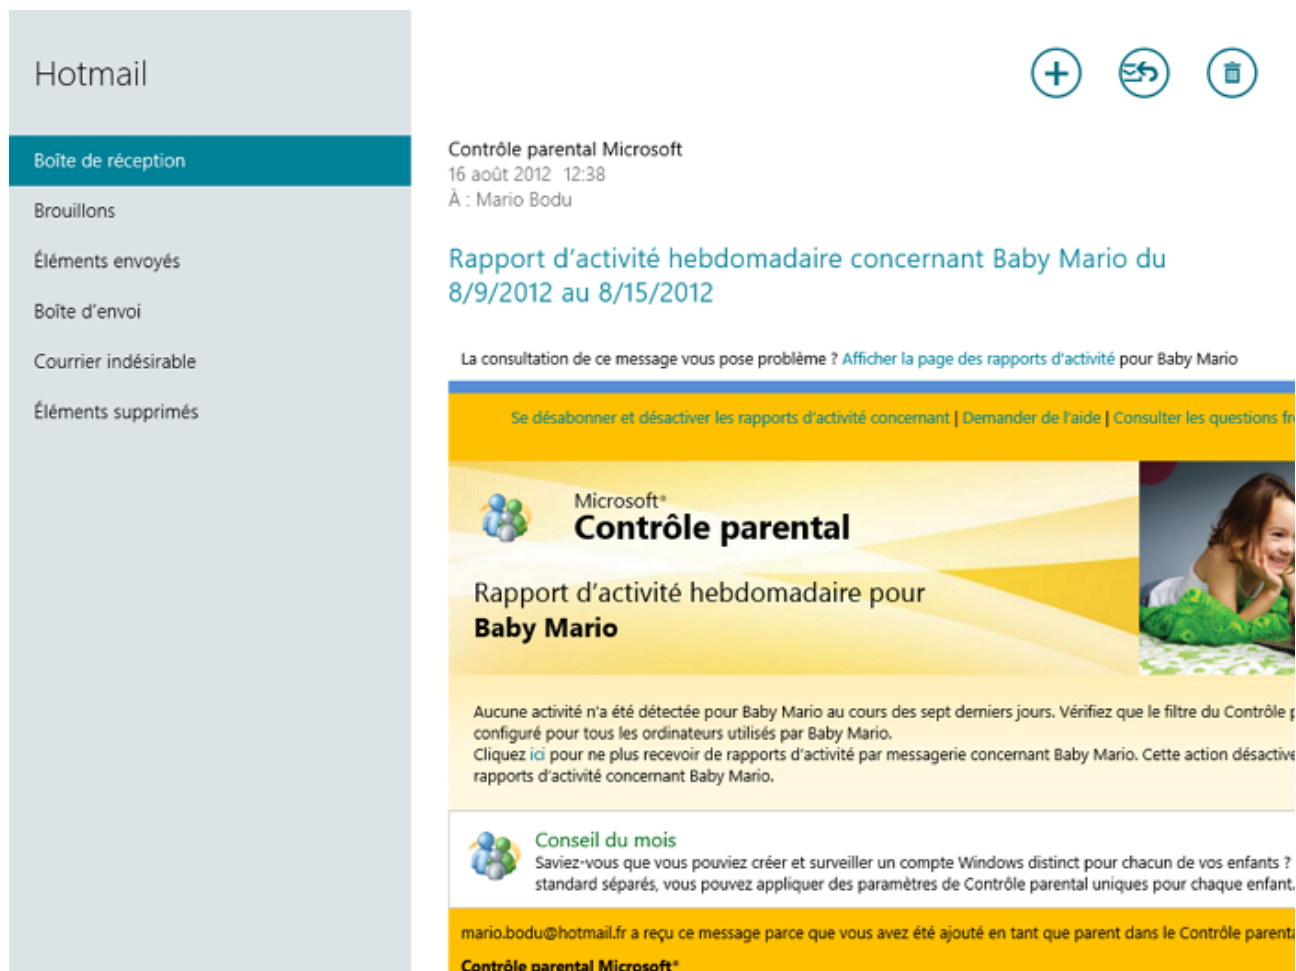 Hotmail
Boîte de réception
Brouillons
Éléments envoyés
Boîte d'envoi
Courrier indésirable
Éléments supprimés
Contrôle parental Microsoft
16 août 2012 12:38
À : Mario Bodu
Rapport d'activité hebdomadaire concernant Baby Mario du
8/9/2012 au 8/15/2012
La consultation de ce message vous pose problème ? Afficher la page des rapports d'activité pour Baby Mario
Se désabonner et désactiver les rapports d'activité concernant | Demander de l'aide | Consulter les questions
Microsoft®
Contrôle parental
Rapport d'activité hebdomadaire pour
Baby Mario
Aucune activité n'a été détectée pour Baby Mario au cours des sept derniers jours. Vérifiez que le filtre du Contrôle
configuré pour tous les ordinateurs utilisés par Baby Mario.
Cliquez ici pour ne plus recevoir de rapports d'activité par messagerie concernant Baby Mario. Cette action désactive
rapports d'activité concernant Baby Mario.
Conseil du mois
Saviez-vous que vous pouviez créer et surveiller un compte Windows distinct pour chacun de vos enfants ?
standard séparés, vous pouvez appliquer des paramètres de Contrôle parental uniques pour chaque enfant.
mario.bodu@hotmail.fr a reçu ce message parce que vous avez été ajouté en tant que parent dans le Contrôle
Contrôle parental Microsoft®